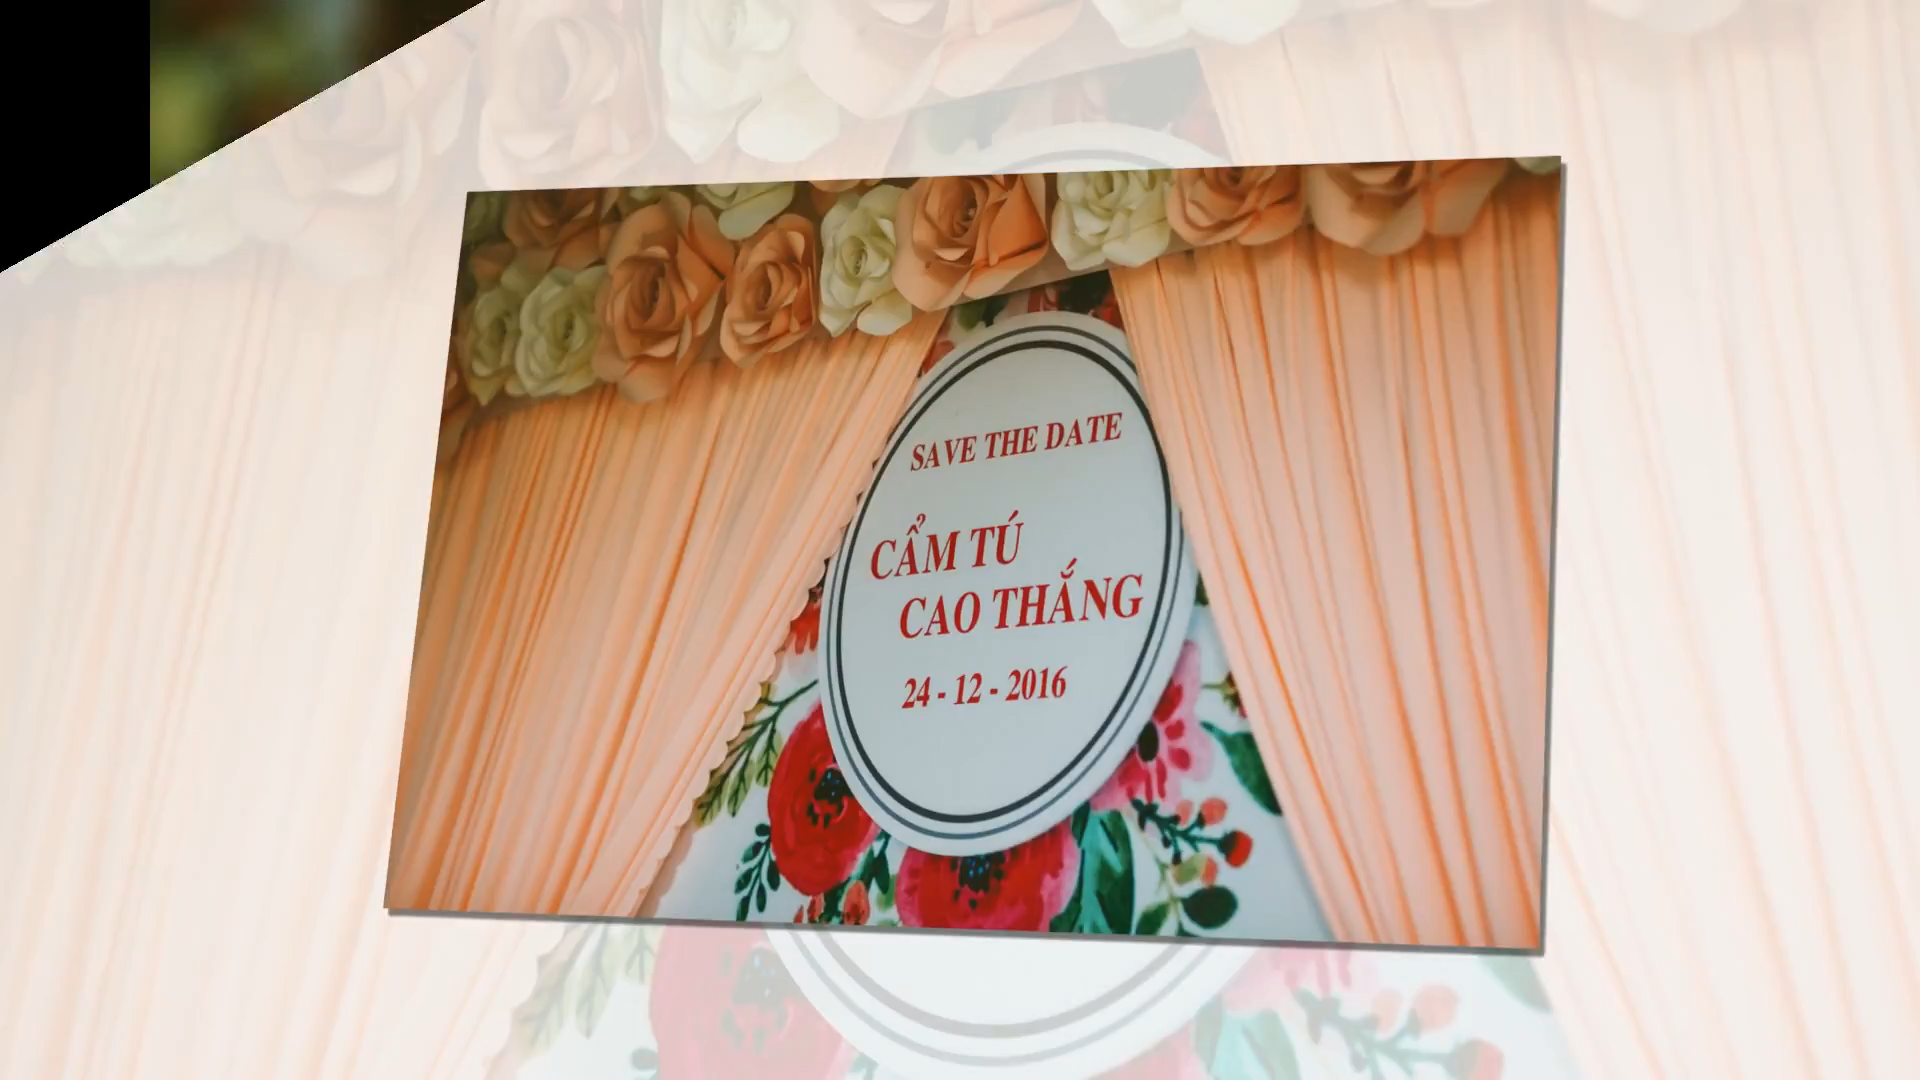 SAVE THE DATE
CẨM TÚ
CAO THẮNG
24 - 12 - 2016